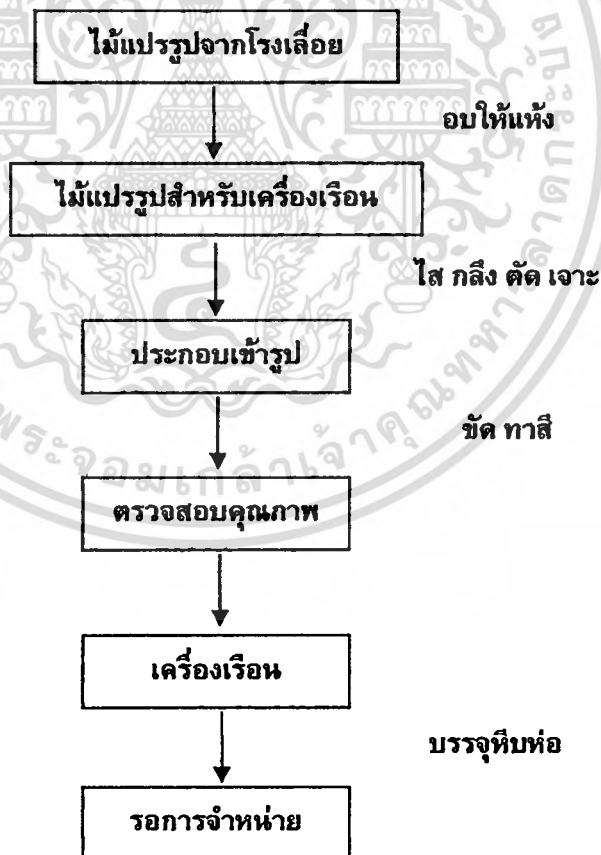 ไม้แปรรูปจากโรงเลื่อย
อบให้แห้ง
ไม้แปรรูปสำหรับเครื่องเรือน
ไส กลึง ตัด เจาะ
ประกอบเข้ารูป
ขัด ทาสี
ตรวจสอบคุณภาพ
เครื่องเรือน
บรรจุหีบห่อ
รอการจำหน่าย